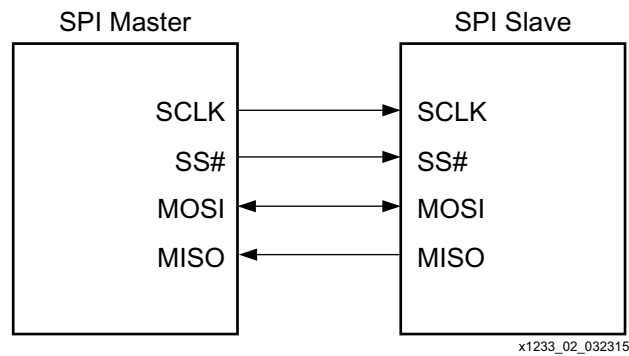 SPI Master SPI Slave
SCLK SCLK
SS# SS#
MOSI MOSI
MISO MISO
x1233_02_032315